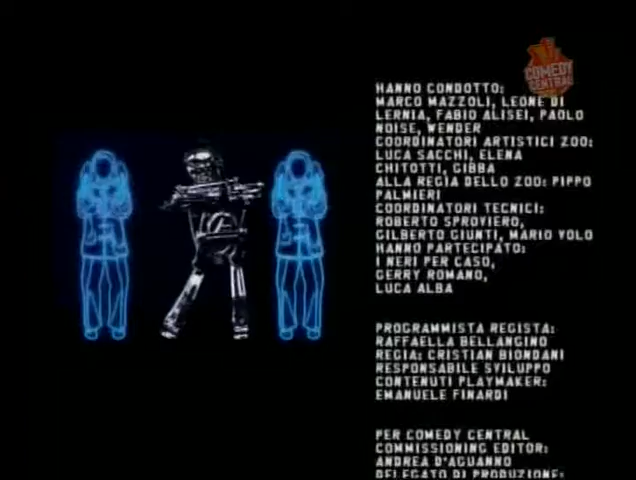 COMEDY
CENTRAL
HANNO CONDOTTO:
MARCO MAZZOLI, LEONE DI
LERNIA, FABIO ALISEI, PAOLO
NOISE, WENDER
COORDINATORI ARTISTICI ZOO:
LUCA SACCHI, ELENA
CHITOTTI, GIBBA
ALLA REGIA DELLO ZOO: PIPPO
PALMIERI
COORDINATORI TECNICI:
ROBERTO SPROVIERO,
GILBERTO GIUNTI, MARIO VOLO
HANNO PARTECIPATO:
I NERI PER CASO,
GERRY ROMANO,
LUCA ALBA
PROGRAMMISTA REGISTA:
RAFFAELLA BELLANGINO
REGIA: CRISTIAN BIONDANI
RESPONSABILE SVILUPPO
CONTENUTI PLAYMAKER:
EMANUELE FINARDI
PER COMEDY CENTRAL
COMMISSIONING EDITOR:
ANDREA D'AGUANNO
DELEGATO DI PRODUZIONE: